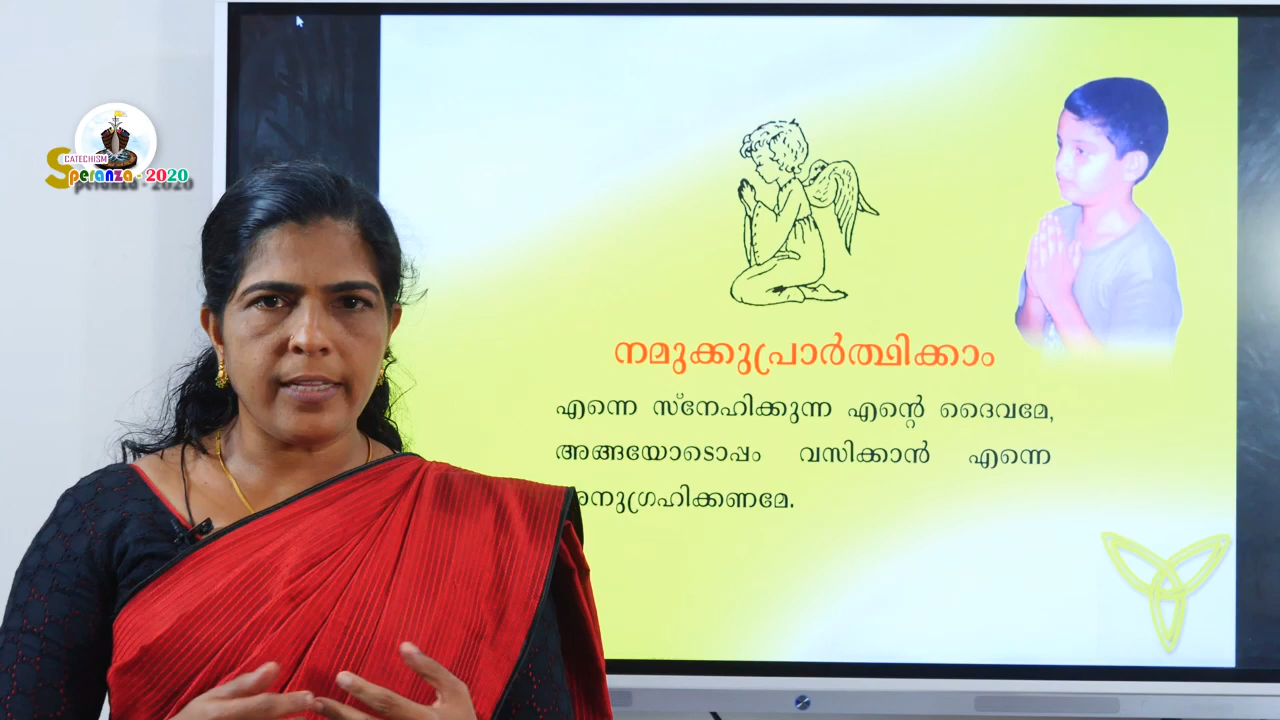 CATECHISM
Speranza - 2020
നമുക്കുപ്രാർത്ഥിക്കാം
എന്നെ സ്നേഹിക്കുന്ന എന്റെ ദൈവമേ,
അങ്ങയോടൊപ്പം വസിക്കാൻ എന്നെ
അനുഗ്രഹിക്കണമേ.